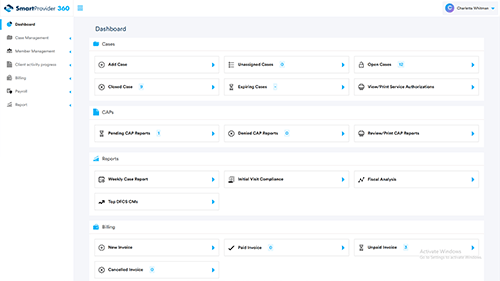 SmartProvider 360
Charlotte Whitman
Dashboard
Case Management
Member Management
Client activity progress
Billing
Payroll
Report
Dashboard
Cases
Add Case
Unassigned Cases 0
Open Cases 10
Closed Case
Expiring Cases -
View/Print Service Authorizations
CAPs
Pending CAP Reports 1
Denied CAP Reports 0
Review/Print CAP Reports
Reports
Weekly Case Report
Initial Visit Compliance
Fiscal Analysis
Top DFCS CMs
Billing
New Invoice
Paid Invoice 0
Unpaid Invoice 3
Cancelled Invoice 0
Activate Windows
Go to Settings to activate Windows.